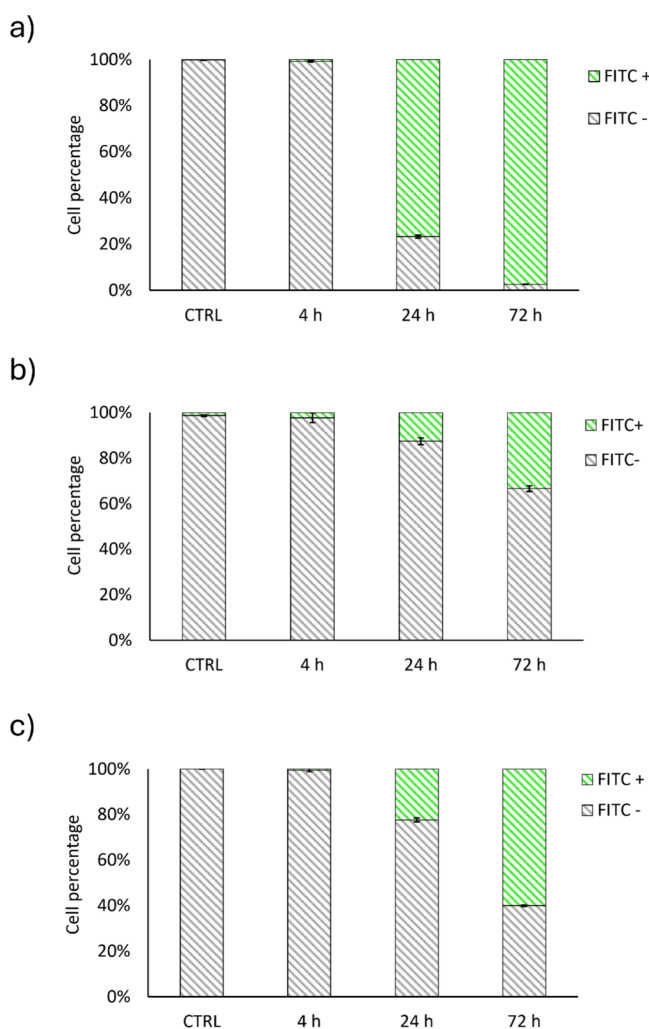 a)
100%
80%
60%
40%
20%
0%
Cell percentage
CTRL 4 h 24 h 72 h
FITC +
FITC -
b)
100%
80%
60%
40%
20%
0%
Cell percentage
CTRL 4 h 24 h 72 h
FITC+
FITC-
c)
100%
80%
60%
40%
20%
0%
Cell percentage
CTRL 4 h 24 h 72 h
FITC +
FITC -